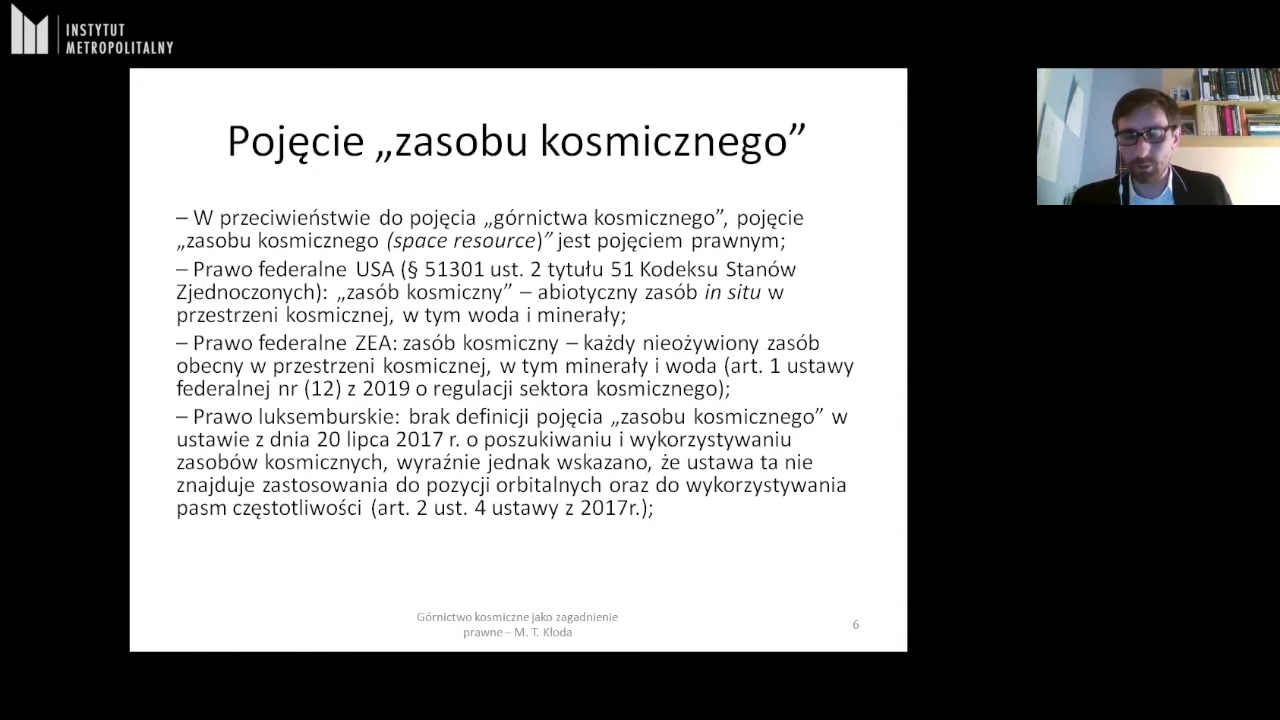 INSTYTUT
METROPOLITALNY
Pojęcie „zasobu kosmicznego”
– W przeciwieństwie do pojęcia „górnictwa kosmicznego”, pojęcie
„zasobu kosmicznego (space resource)” jest pojęciem prawnym;
– Prawo federalne USA (§ 51301 ust. 2 tytułu 51 Kodeksu Stanów
Zjednoczonych): „zasób kosmiczny” – abiotyczny zasób in situ w
przestrzeni kosmicznej, w tym woda i minerały;
– Prawo federalne ZEA: zasób kosmiczny – każdy nieożywiony zasób
obecny w przestrzeni kosmicznej, w tym minerały i woda (art. 1 ustawy
federalnej nr (12) z 2019 o regulacji sektora kosmicznego);
– Prawo luksemburskie: brak definicji pojęcia „zasobu kosmicznego” w
ustawie z dnia 20 lipca 2017 r. o poszukiwaniu i wykorzystywaniu
zasobów kosmicznych, wyraźnie jednak wskazano, że ustawa ta nie
znajduje zastosowania do pozycji orbitalnych oraz do wykorzystywania
pasm częstotliwości (art. 2 ust. 4 ustawy z 2017r.);
Górnictwo kosmiczne jako zagadnienie
prawne – M. T. Kłoda
6